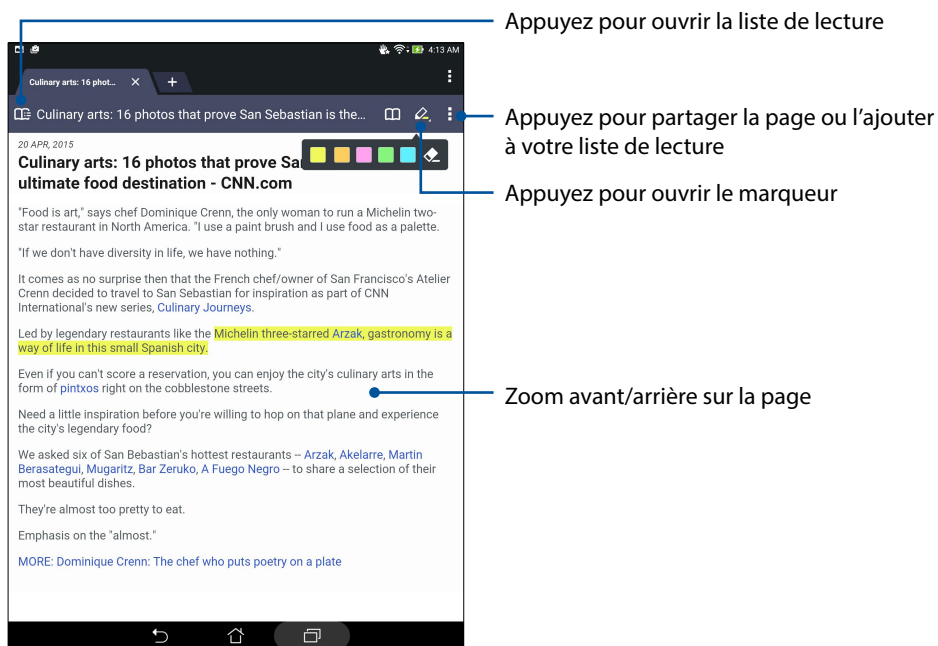 Appuyez pour ouvrir la liste de lecture
4:13 AM
Culinary arts: 16 phot...
Culinary arts: 16 photos that prove San Sebastian is the...
Appuyez pour partager la page ou l'ajouter
à votre liste de lecture
20 APR, 2015
Culinary arts: 16 photos that prove Sa
ultimate food destination - CNN.com
Appuyez pour ouvrir le marqueur
"Food is art," says chef Dominique Crenn, the only woman to run a Michelin two-
star restaurant in North America. "I use a paint brush and I use food as a palette.
"If we don't have diversity in life, we have nothing."
It comes as no surprise then that the French chef/owner of San Francisco's Atelier
Crenn decided to travel to San Sebastian for inspiration as part of CNN
International's new series, Culinary Journeys.
Led by legendary restaurants like the Michelin three-starred Arzak, gastronomy is a
way of life in this small Spanish city.
Even if you can't score a reservation, you can enjoy the city's culinary arts in the
form of pintxos right on the cobblestone streets.
Zoom avant/arrière sur la page
Need a little inspiration before you're willing to hop on that plane and experience
the city's legendary food?
We asked six of San Bebastian's hottest restaurants -- Arzak, Akelarre, Martin
Berasategui, Mugaritz, Bar Zeruko, A Fuego Negro -- to share a selection of their
most beautiful dishes.
They're almost too pretty to eat.
Emphasis on the "almost."
MORE: Dominique Crenn: The chef who puts poetry on a plate